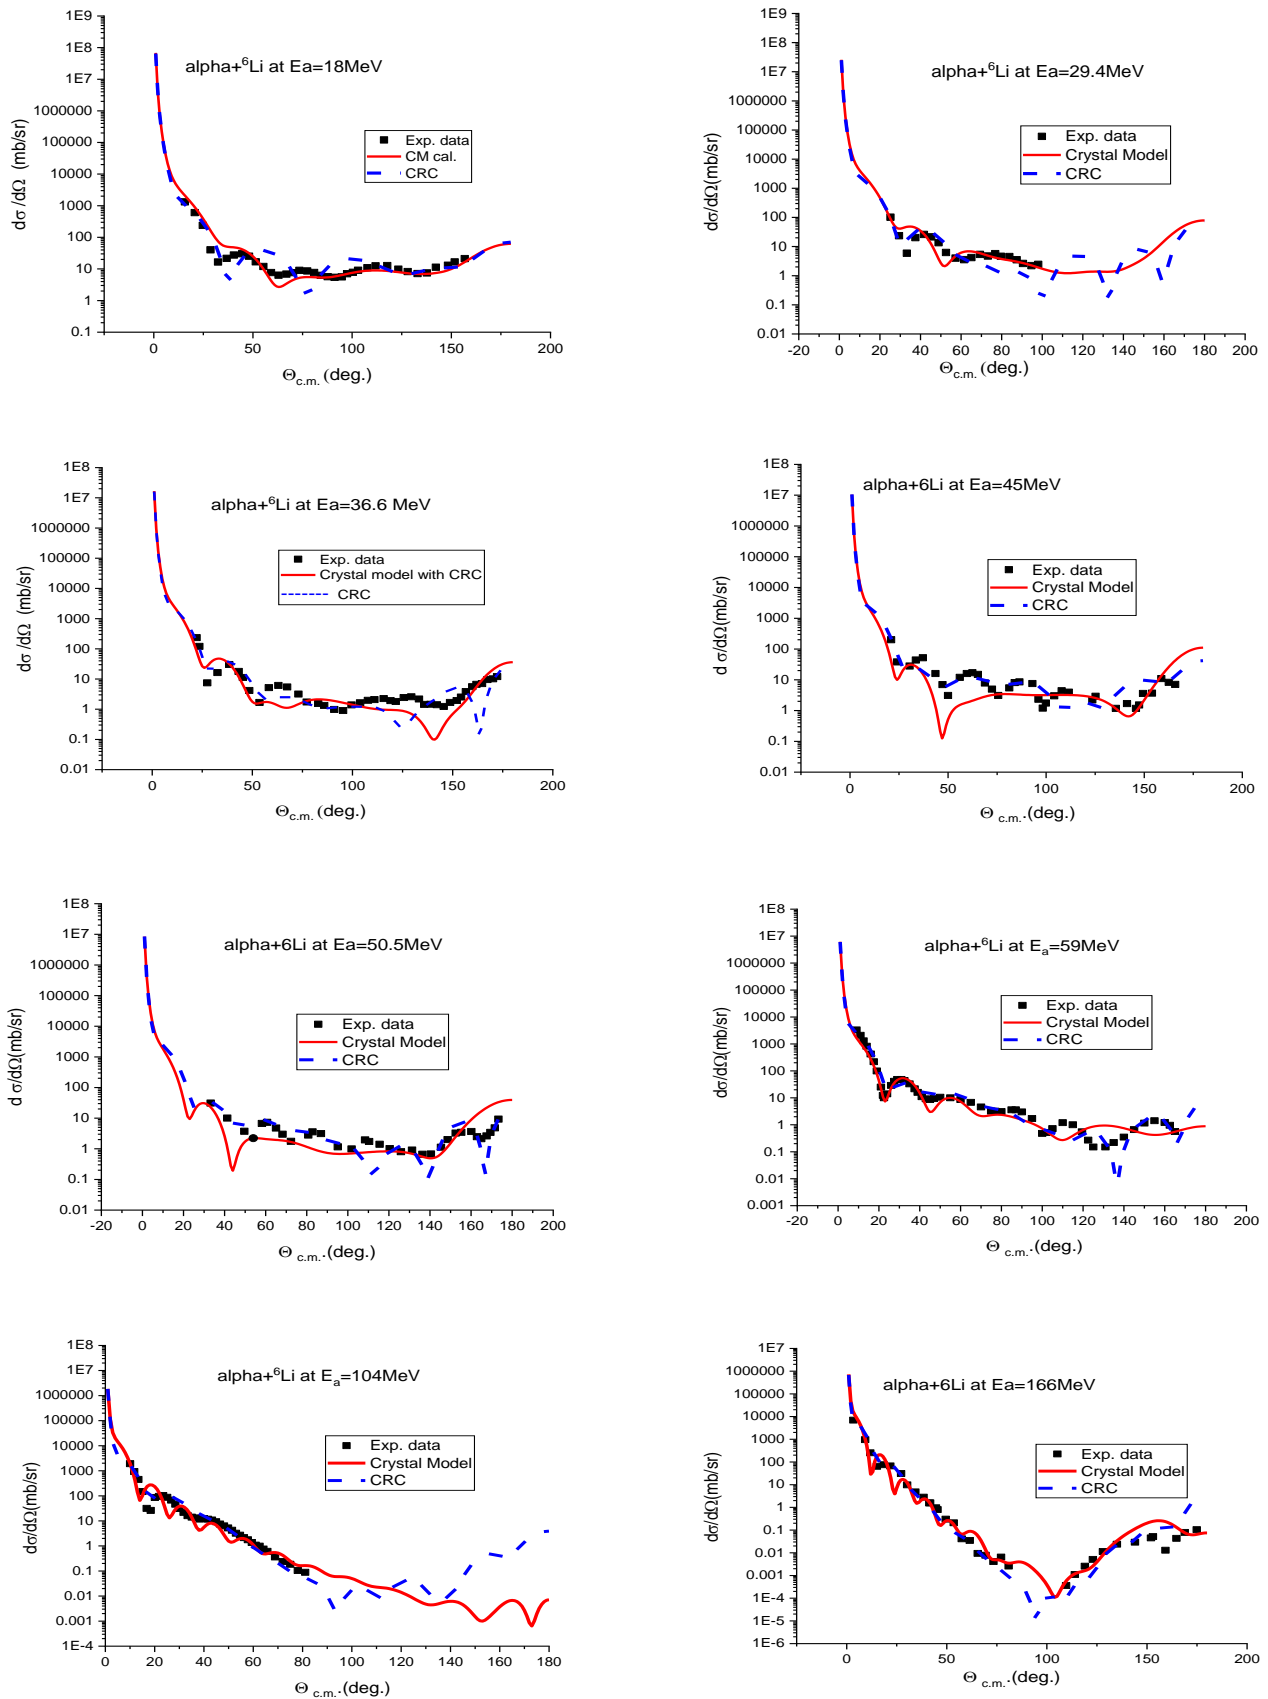 alpha+⁶Li at Ea=18MeV
Exp. data
CM cal.
CRC
1E9
1E8
1E7
1000000
100000
10000
1000
100
10
1
0.1
dσ/dΩ (mb/sr)
0 50 100 150 200
Θc.m.(deg.)
alpha+⁶Li at Ea=29.4MeV
Exp. data
Crystal Model
CRC
1E9
1E8
1E7
1000000
100000
10000
1000
100
10
1
0.1
0.01
dσ/dΩ(mb/sr)
-20 0 20 40 60 80 100 120 140 160 180 200
Θc.m.(deg.)
alpha+⁶Li at Ea=36.6 MeV
Exp. data
Crystal model with CRC
CRC
1E8
1E7
1000000
100000
10000
1000
100
10
1
0.1
0.01
dσ/dΩ (mb/sr)
0 50 100 150 200
Θc.m.(deg.)
alpha+6Li at Ea=45MeV
Exp. data
Crystal Model
CRC
1E8
1E7
1000000
100000
10000
1000
100
10
1
0.1
0.01
dσ/dΩ(mb/sr)
0 50 100 150 200
Θc.m..(deg.)
alpha+6Li at Ea=50.5MeV
Exp. data
Crystal Model
CRC
1E8
1E7
1000000
100000
10000
1000
100
10
1
0.1
0.01
dσ/dΩ(mb/sr)
-20 0 20 40 60 80 100 120 140 160 180 200
Θc.m..(deg.)
alpha+⁶Li at Ea=59MeV
Exp. data
Crystal Model
CRC
1E8
1E7
1000000
100000
10000
1000
100
10
1
0.1
0.01
0.001
dσ/dΩ(mb/sr)
-20 0 20 40 60 80 100 120 140 160 180 200
Θc.m..(deg.)
alpha+⁶Li at Ea=104MeV
Exp. data
Crystal Model
CRC
1E8
1E7
1000000
100000
10000
1000
100
10
1
0.1
0.01
0.001
1E-4
dσ/dΩ(mb/sr)
0 20 40 60 80 100 120 140 160 180
Θc.m.(deg.)
alpha+6Li at Ea=166MeV
Exp. data
Crystal Model
CRC
1E7
1000000
100000
10000
1000
100
10
1
0.1
0.01
0.001
1E-4
1E-5
1E-6
dσ/dΩ(mb/sr)
0 50 100 150 200
Θc.m.(deg.)